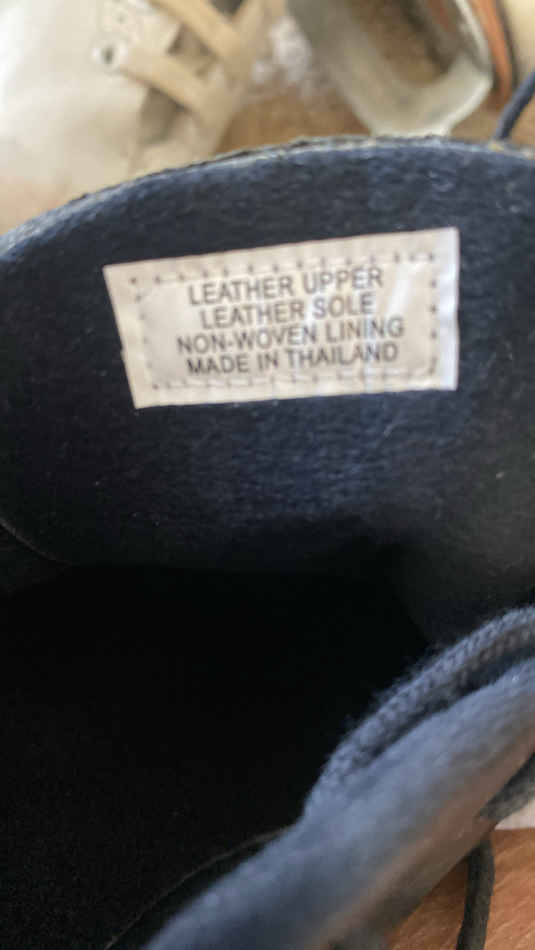 LEATHER UPPER
LEATHER SOLE
NON-WOVEN LINING
MADE IN THAILAND